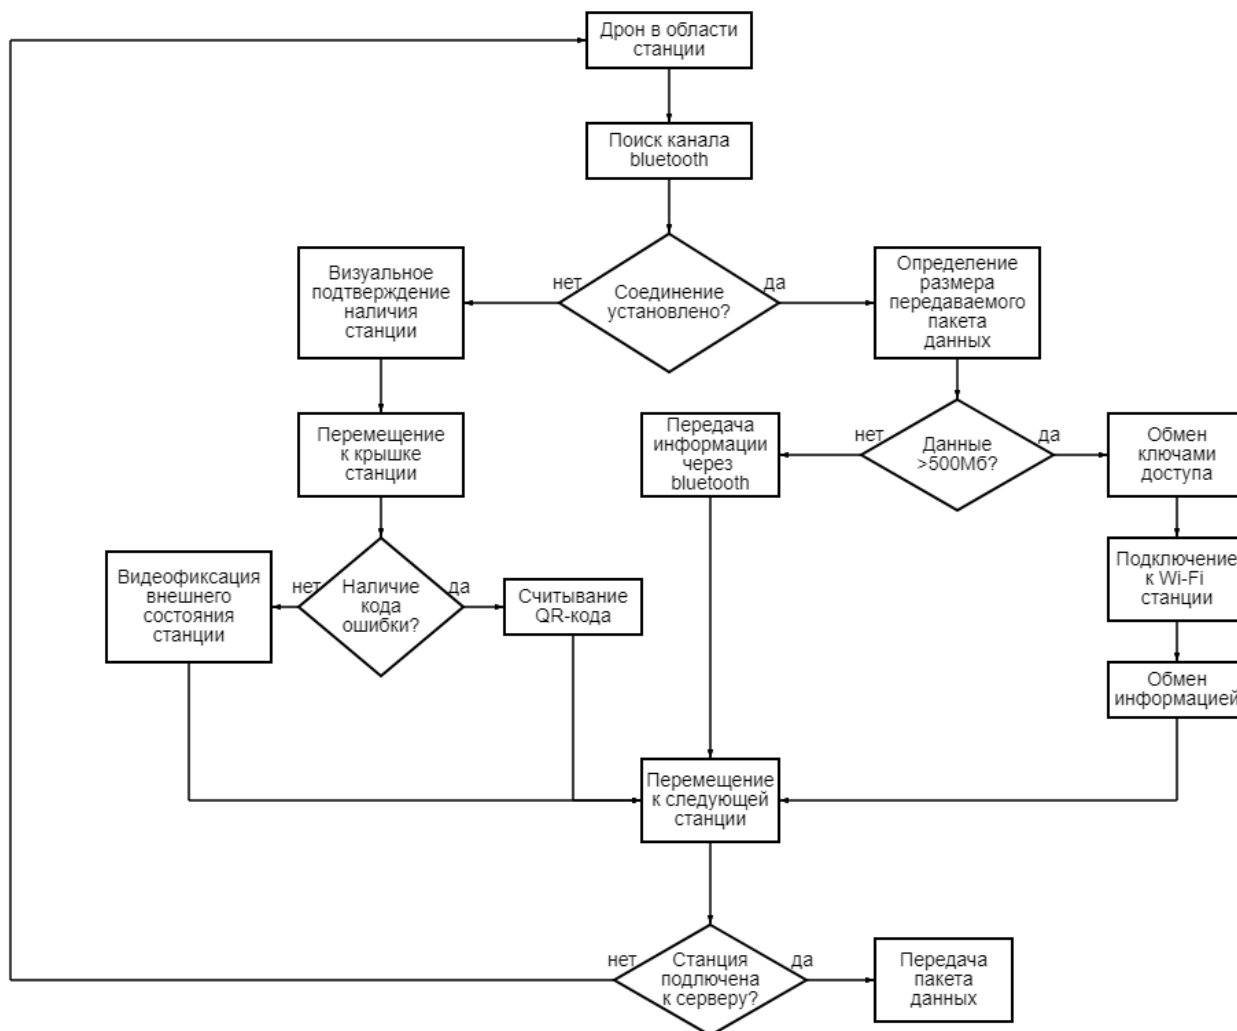 Дрон в области
станции
Поиск канала
bluetooth
Соединение
установлено?
нет
да
Визуальное
подтверждение
наличия
станции
Определение
размера
передаваемого
пакета
данных
Перемещение
к крышке
станции
Передача
информации
через
bluetooth
нет
Данные
>500Мб?
да
Обмен
ключами
доступа
Видеофиксация
внешнего
состояния
станции
нет
Наличие
кода
ошибки?
да
Считывание
QR-кода
Подключение
к Wi-Fi
станции
Обмен
информацией
Перемещение
к следующей
станции
нет
Станция
подлючена
к серверу?
да
Передача
пакета
данных